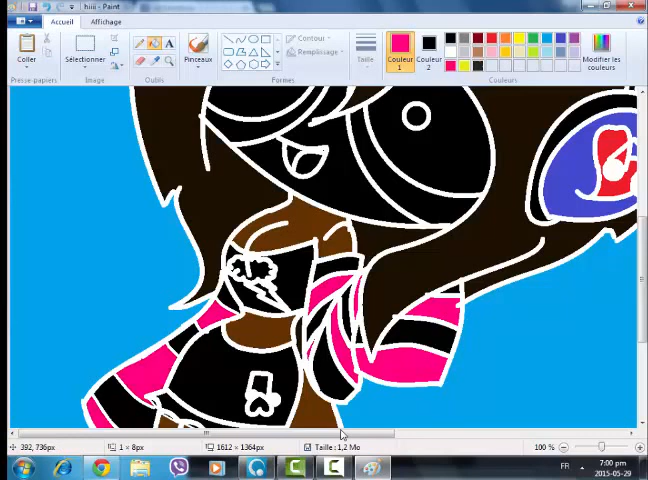 hiiii - Paint
Accueil
Affichage
Coller
Sélectionner
Pinceaux
Contour
Remplissage
Taille
Couleur 1
Couleur 2
Modifier les couleurs
Presse-papiers
Image
Outils
Formes
Couleurs
392, 736px
1 × 8px
1612 × 1364px
Taille : 1,2 Mo
100 %
FR
7:00 pm
2015-05-29